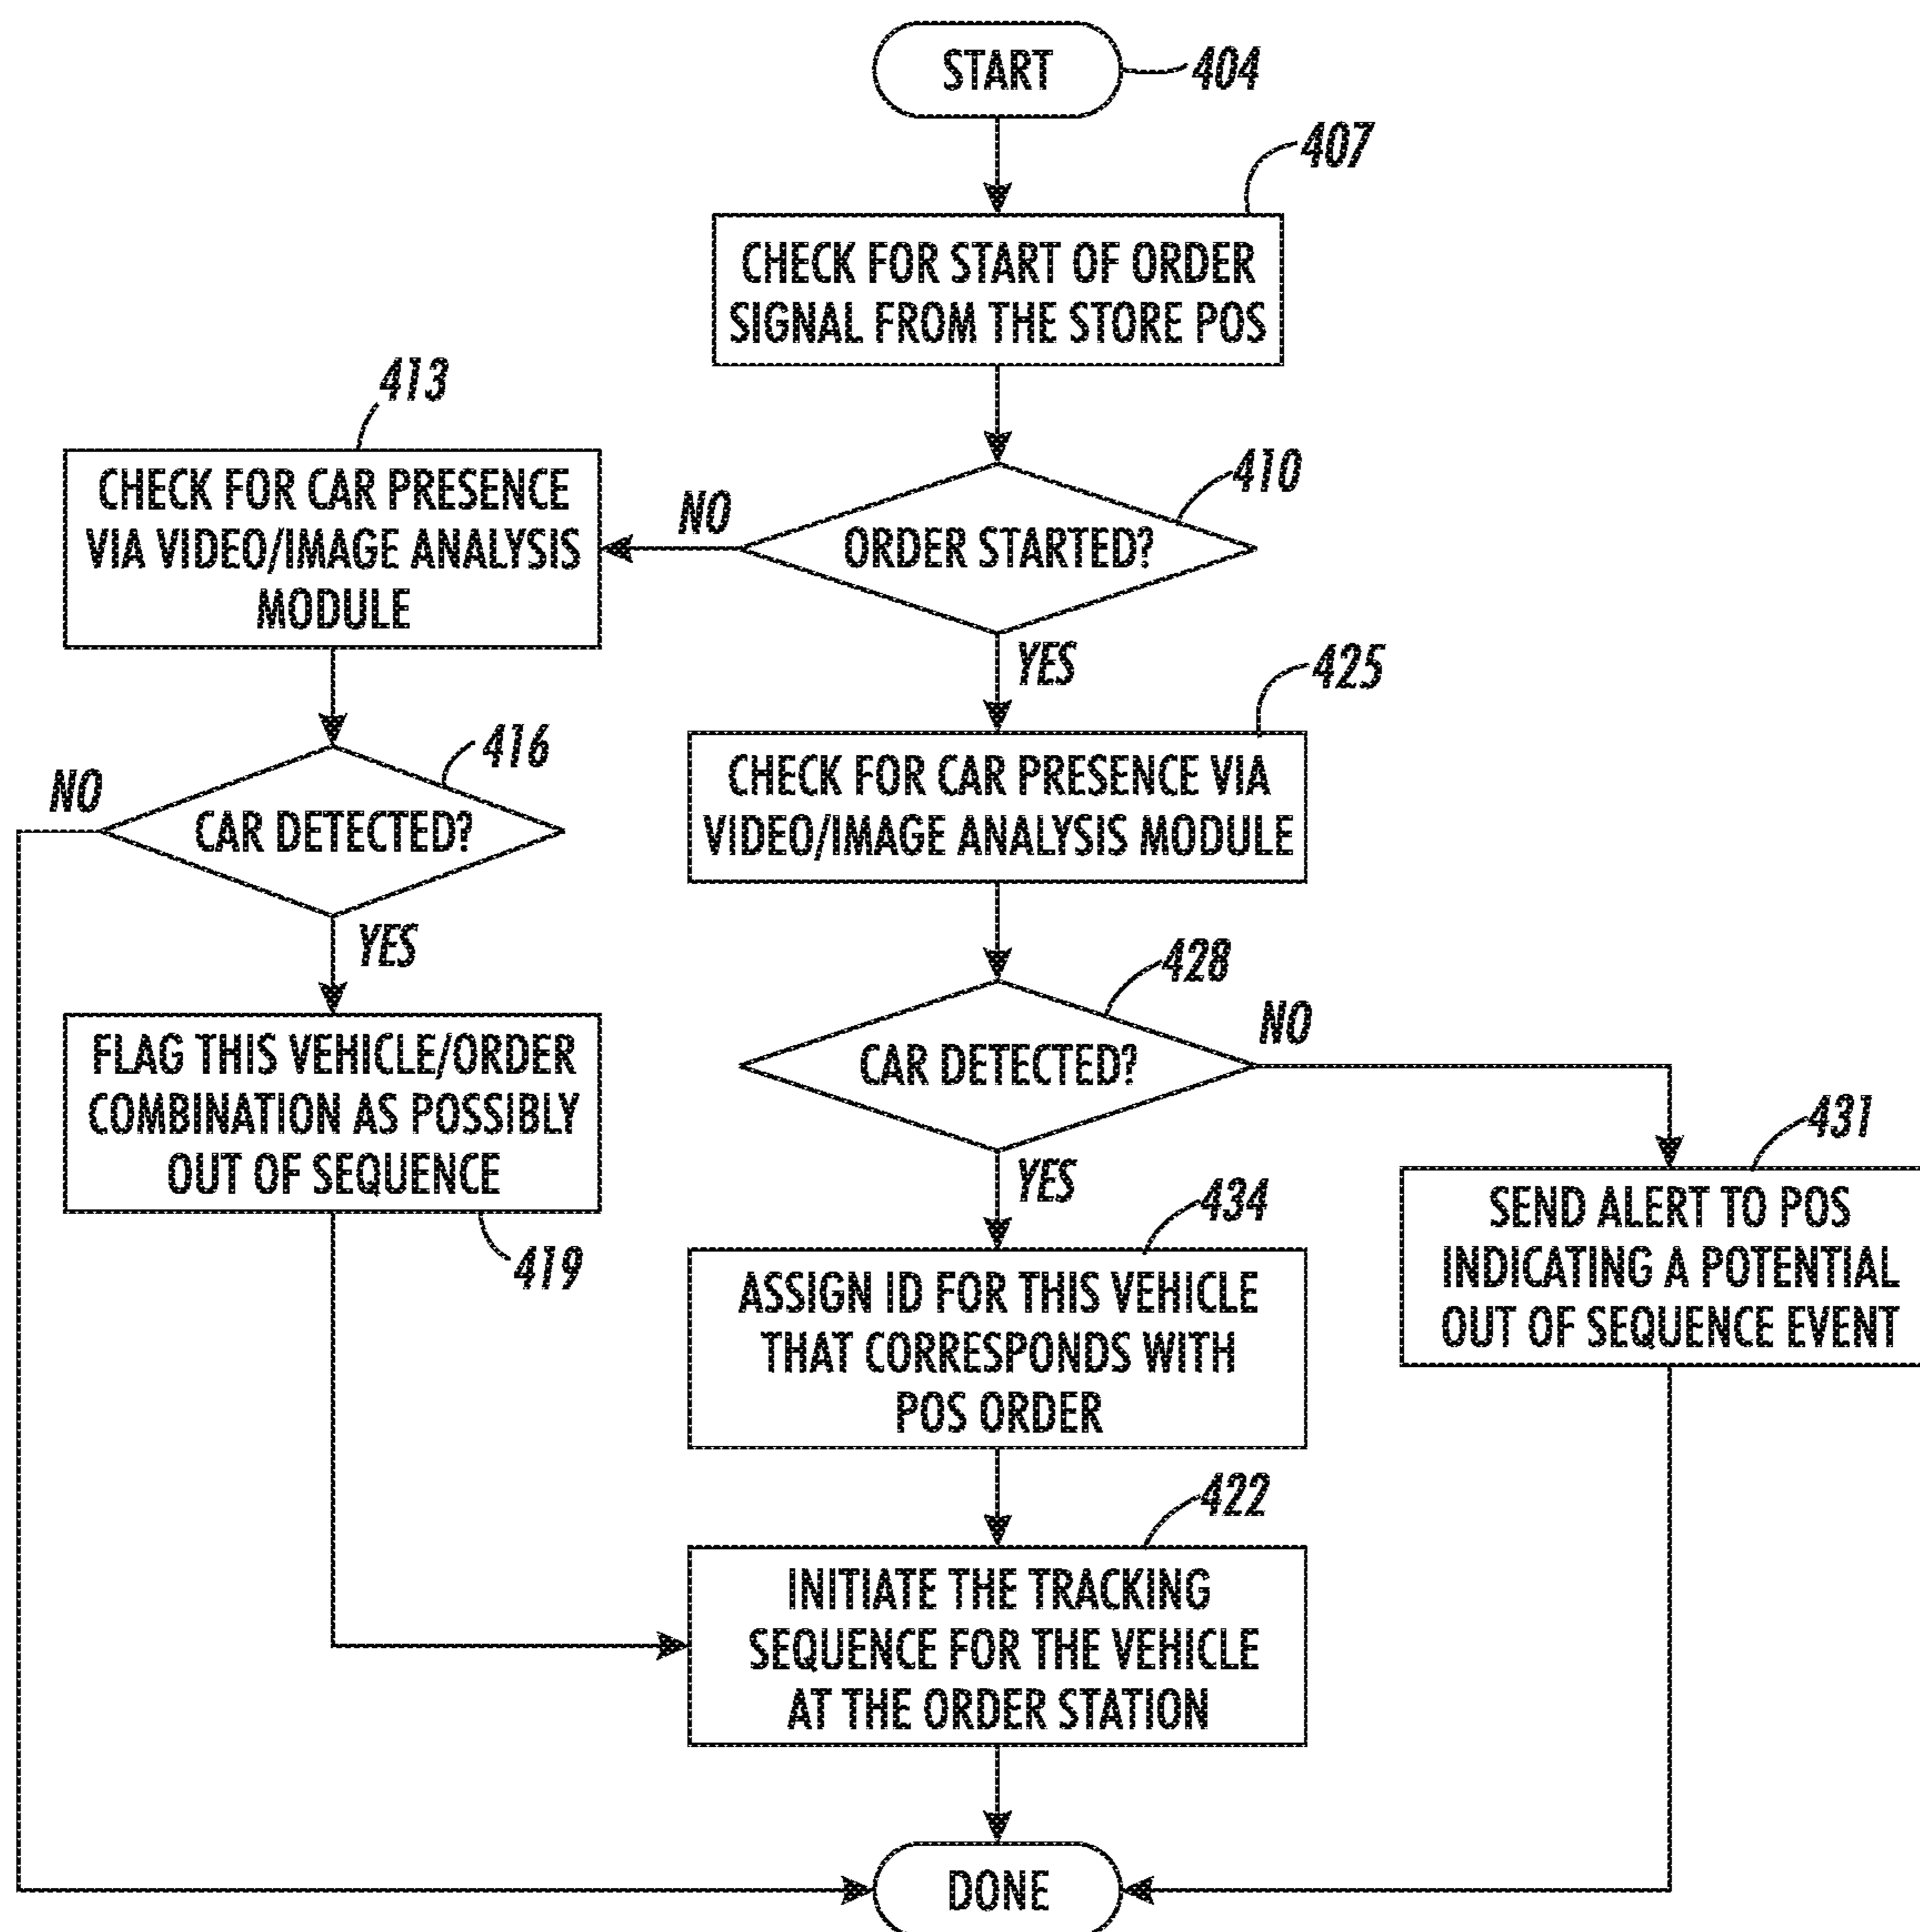 START
404
407
CHECK FOR START OF ORDER
SIGNAL FROM THE STORE POS
413
410
CHECK FOR CAR PRESENCE
VIA VIDEO/IMAGE ANALYSIS
MODULE
NO
ORDER STARTED?
YES
425
416
NO
CAR DETECTED?
CHECK FOR CAR PRESENCE VIA
VIDEO/IMAGE ANALYSIS MODULE
YES
428
FLAG THIS VEHICLE/ORDER
COMBINATION AS POSSIBLY
OUT OF SEQUENCE
419
CAR DETECTED?
NO
YES
431
434
SEND ALERT TO POS
INDICATING A POTENTIAL
OUT OF SEQUENCE EVENT
ASSIGN ID FOR THIS VEHICLE
THAT CORRESPONDS WITH
POS ORDER
422
INITIATE THE TRACKING
SEQUENCE FOR THE VEHICLE
AT THE ORDER STATION
DONE